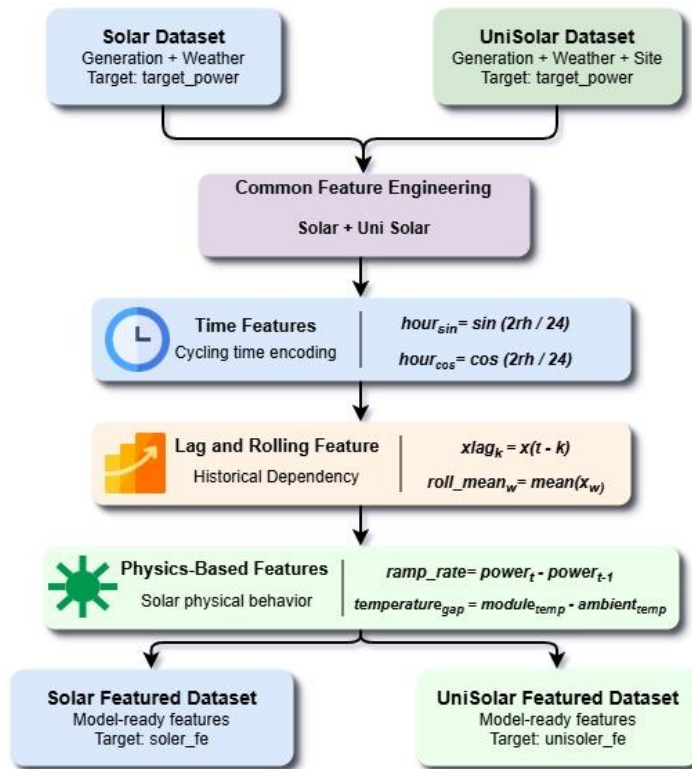 Solar Dataset
Generation + Weather
Target: target_power
UniSolar Dataset
Generation + Weather + Site
Target: target_power
Common Feature Engineering
Solar + Uni Solar
Time Features
Cycling time encoding
hour_sin= sin (2rh / 24)
hour_cos= cos (2rh / 24)
Lag and Rolling Feature
Historical Dependency
xlag_k = x(t - k)
roll_mean_w= mean(x_w)
Physics-Based Features
Solar physical behavior
ramp_rate= power_t - power_t-1
temperature_gap = module_temp - ambient_temp
Solar Featured Dataset
Model-ready features
Target: soler_fe
UniSolar Featured Dataset
Model-ready features
Target: unisoler_fe